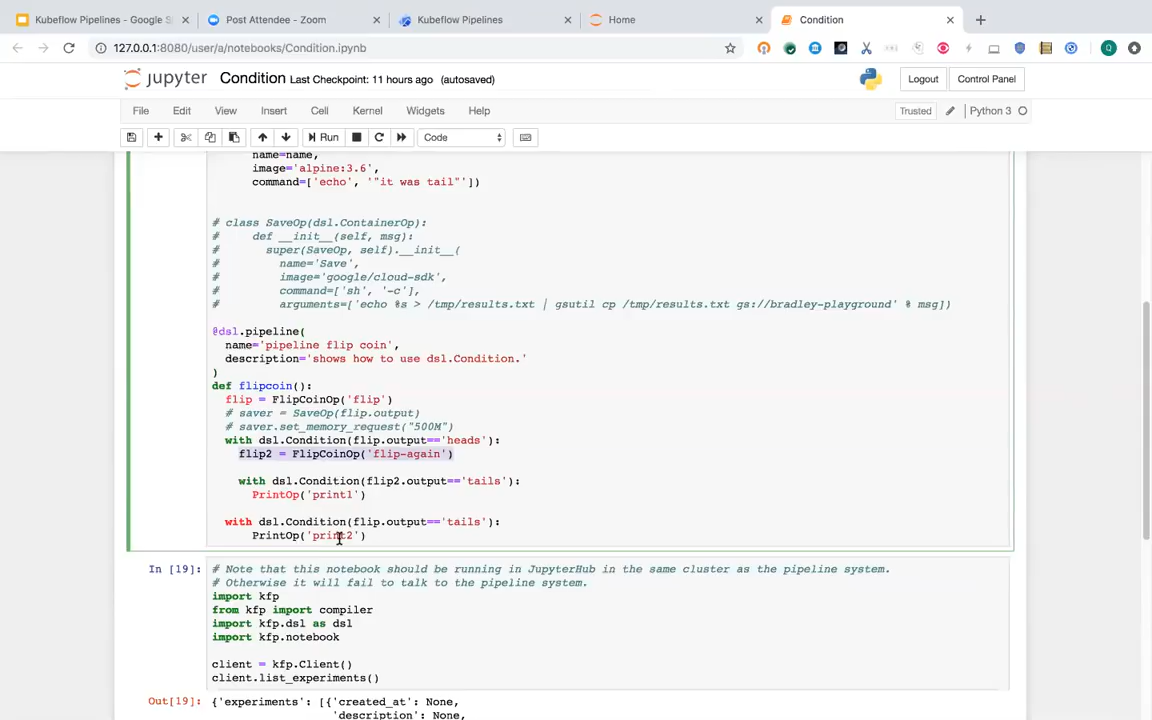 Kubeflow Pipelines - Google S
Post Attendee - Zoom
Kubeflow Pipelines
Home
Condition
127.0.0.1:8080/user/a/notebooks/Condition.ipynb
Q
jupyter Condition Last Checkpoint: 11 hours ago (autosaved)
Logout
Control Panel
File Edit View Insert Cell Kernel Widgets Help
Trusted
Python 3
Run
Code
name=name,
image='alpine:3.6',
command=['echo', '"it was tail"'])
# class SaveOp(dsl.ContainerOp):
#     def __init__(self, msg):
#       super(SaveOp, self).__init__(
#         name='Save',
#         image='google/cloud-sdk',
#         command=['sh', '-c'],
#         arguments=['echo %s > /tmp/results.txt | gsutil cp /tmp/results.txt gs://bradley-playground' % msg])
@dsl.pipeline(
  name='pipeline flip coin',
  description='shows how to use dsl.Condition.'
)
def flipcoin():
  flip = FlipCoinOp('flip')
  # saver = SaveOp(flip.output)
  # saver.set_memory_request("500M")
  with dsl.Condition(flip.output=='heads'):
    flip2 = FlipCoinOp('flip-again')
    with dsl.Condition(flip2.output=='tails'):
      PrintOp('print1')
  with dsl.Condition(flip.output=='tails'):
      PrintOp('print2')
In [19]:
# Note that this notebook should be running in JupyterHub in the same cluster as the pipeline system.
# Otherwise it will fail to talk to the pipeline system.
import kfp
from kfp import compiler
import kfp.dsl as dsl
import kfp.notebook
client = kfp.Client()
client.list_experiments()
Out[19]: {'experiments': [{'created_at': None,
'description': None,